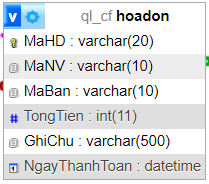 v ql_cf hoadon
MaHD : varchar(20)
MaNV : varchar(10)
MaBan : varchar(10)
# TongTien : int(11)
GhiChu : varchar(500)
NgayThanhToan : datetime